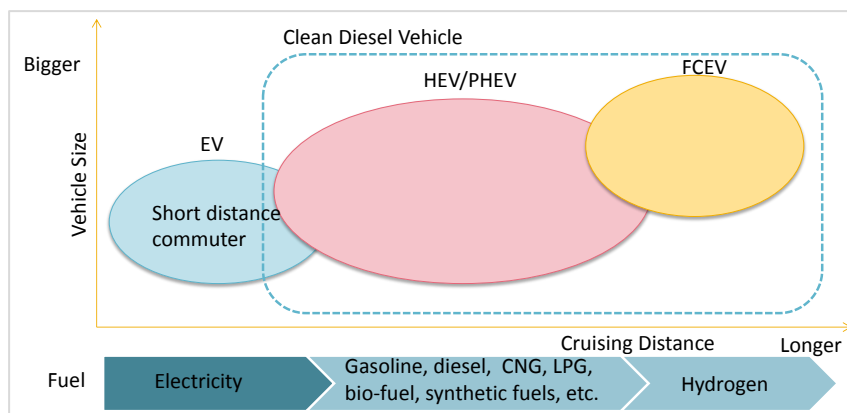 Clean Diesel Vehicle
Bigger
HEV/PHEV
FCEV
EV
Vehicle Size
Short distance
commuter
Cruising Distance
Longer
Fuel
Electricity
Gasoline, diesel, CNG, LPG,
bio-fuel, synthetic fuels, etc.
Hydrogen